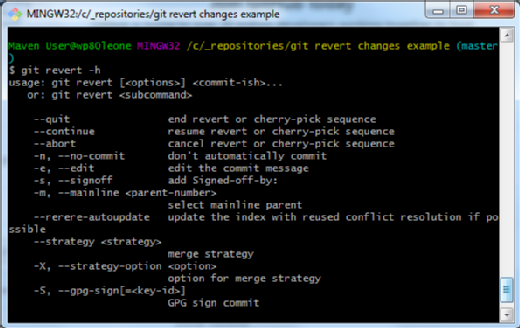 MINGW32:/c/_repositories/git revert changes example
Maven User@wp80leone MINGW32 /c/_repositories/git revert changes example (master
)
$ git revert -h
usage: git revert [<options>] <commit-ish>...
or: git revert <subcommand>
--quit end revert or cherry-pick sequence
--continue resume revert or cherry-pick sequence
--abort cancel revert or cherry-pick sequence
-n, --no-commit don't automatically commit
-e, --edit edit the commit message
-s, --signoff add Signed-off-by:
-m, --mainline <parent-number>
select mainline parent
--rerere-autoupdate update the index with reused conflict resolution if po
ssible
--strategy <strategy>
merge strategy
-X, --strategy-option <option>
option for merge strategy
-S, --gpg-sign[=<key-id>]
GPG sign commit